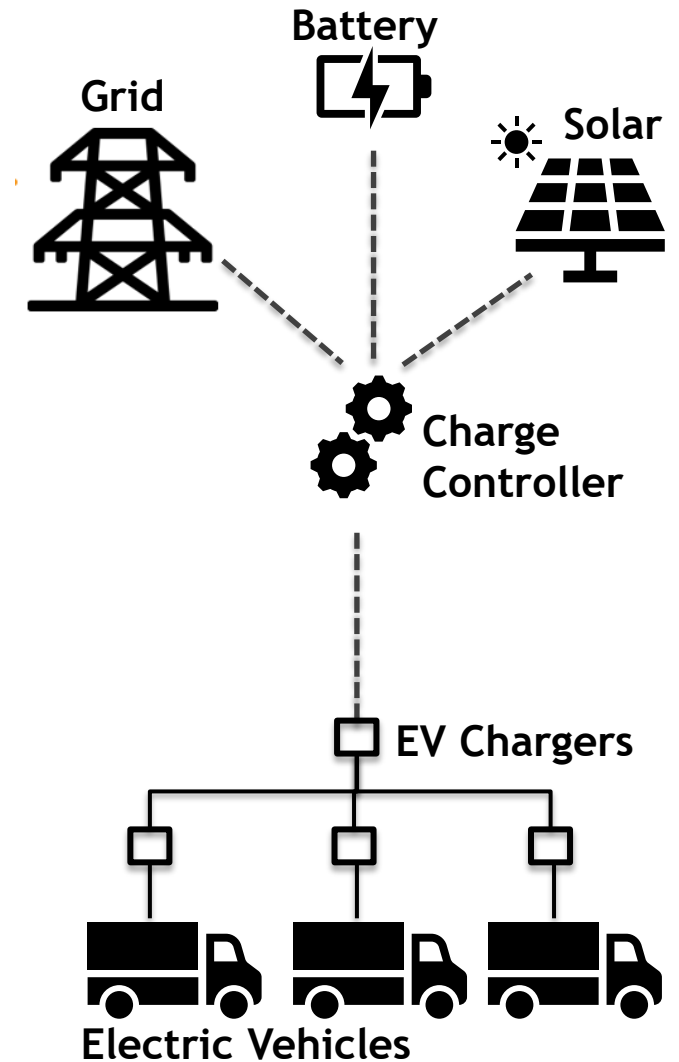 Battery
Grid
Solar
Charge
Controller
EV Chargers
Electric Vehicles